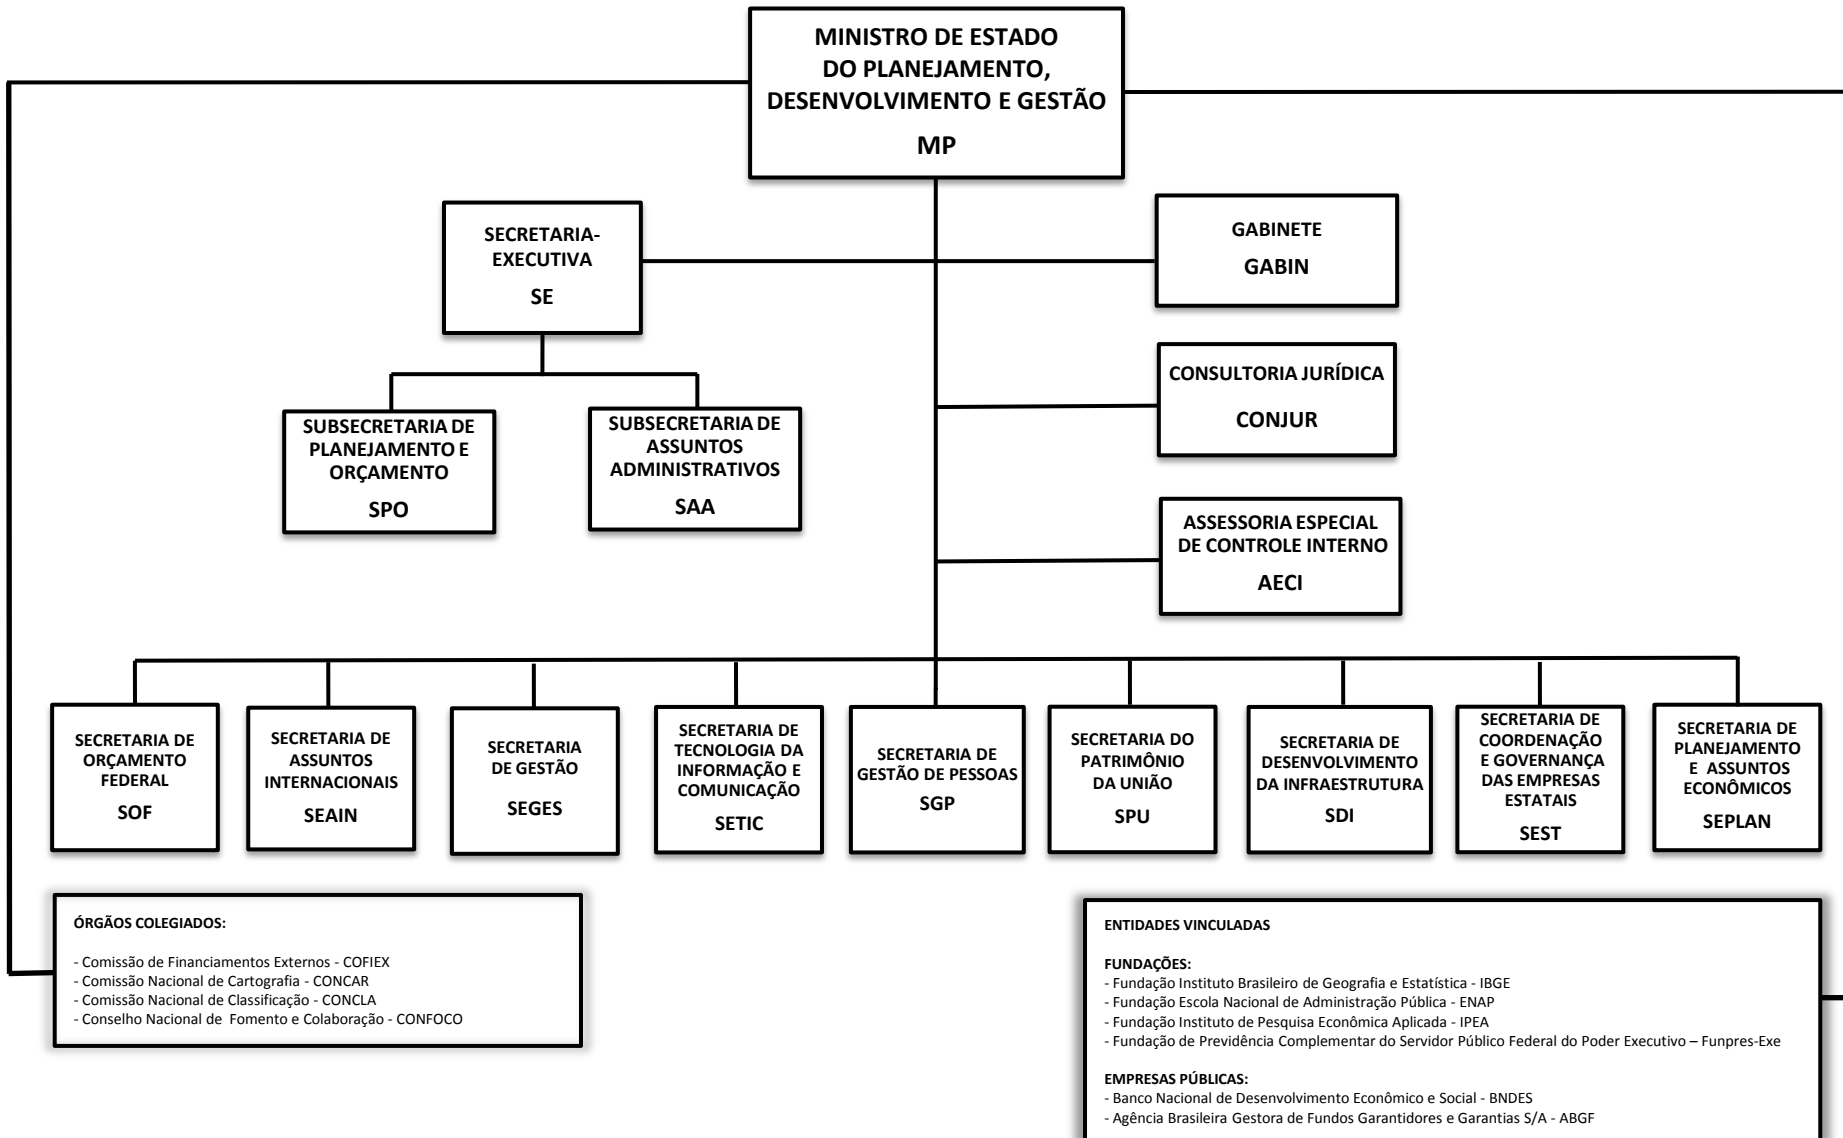 MINISTRO DE ESTADO
DO PLANEJAMENTO,
DESENVOLVIMENTO E GESTÃO
MP
SECRETARIA-
EXECUTIVA
SE
GABINETE
GABIN
CONSULTORIA JURÍDICA
CONJUR
SUBSECRETARIA DE
PLANEJAMENTO E
ORÇAMENTO
SPO
SUBSECRETARIA DE
ASSUNTOS
ADMINISTRATIVOS
SAA
ASSESSORIA ESPECIAL
DE CONTROLE INTERNO
AECI
SECRETARIA DE
ORÇAMENTO
FEDERAL
SOF
SECRETARIA DE
ASSUNTOS
INTERNACIONAIS
SEAIN
SECRETARIA
DE GESTÃO
SEGES
SECRETARIA DE
TECNOLOGIA DA
INFORMAÇÃO E
COMUNICAÇÃO
SETIC
SECRETARIA DE
GESTÃO DE PESSOAS
SGP
SECRETARIA DO
PATRIMÔNIO
DA UNIÃO
SPU
SECRETARIA DE
DESENVOLVIMENTO
DA INFRAESTRUTURA
SDI
SECRETARIA DE
COORDENAÇÃO
E GOVERNANÇA
DAS EMPRESAS
ESTATAIS
SEST
SECRETARIA DE
PLANEJAMENTO
E ASSUNTOS
ECONÔMICOS
SEPLAN
ÓRGÃOS COLEGIADOS:
- Comissão de Financiamentos Externos - COFIEX
- Comissão Nacional de Cartografia - CONCAR
- Comissão Nacional de Classificação - CONCLA
- Conselho Nacional de Fomento e Colaboração - CONFOCO
ENTIDADES VINCULADAS
FUNDAÇÕES:
- Fundação Instituto Brasileiro de Geografia e Estatística - IBGE
- Fundação Escola Nacional de Administração Pública - ENAP
- Fundação Instituto de Pesquisa Econômica Aplicada - IPEA
- Fundação de Previdência Complementar do Servidor Público Federal do Poder Executivo – Funpres-Exe
EMPRESAS PÚBLICAS:
- Banco Nacional de Desenvolvimento Econômico e Social - BNDES
- Agência Brasileira Gestora de Fundos Garantidores e Garantias S/A - ABGF